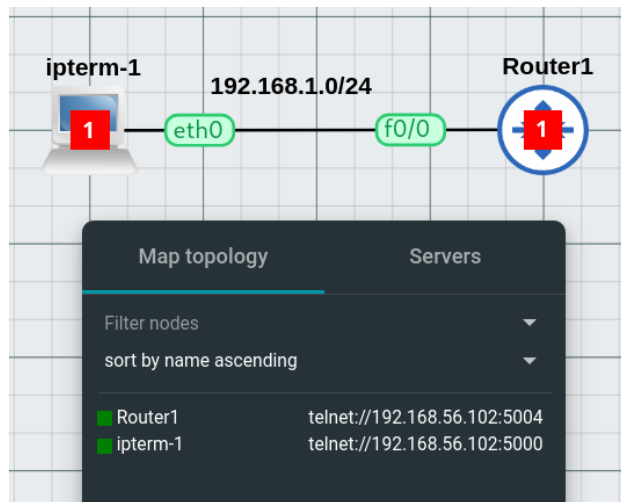 ipterm-1
Router1
192.168.1.0/24
1
eth0
f0/0
1
Map topology
Servers
Filter nodes
sort by name ascending
Router1 telnet://192.168.56.102:5004
ipterm-1 telnet://192.168.56.102:5000